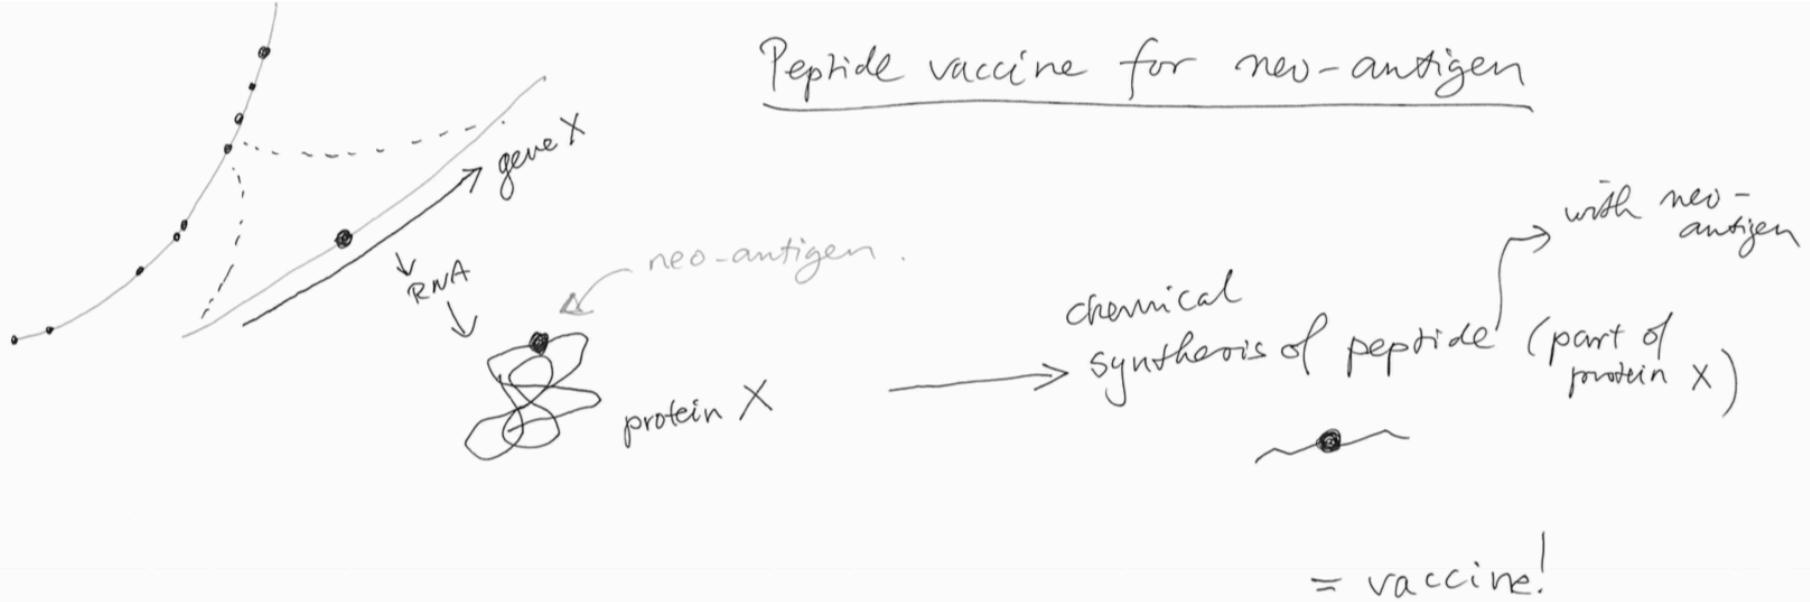 Peptide vaccine for neo-antigen
gene X
RNA
neo-antigen.
protein X
chemical
synthesis of peptide (part of
protein X)
with neo-
antigen
= vaccine!